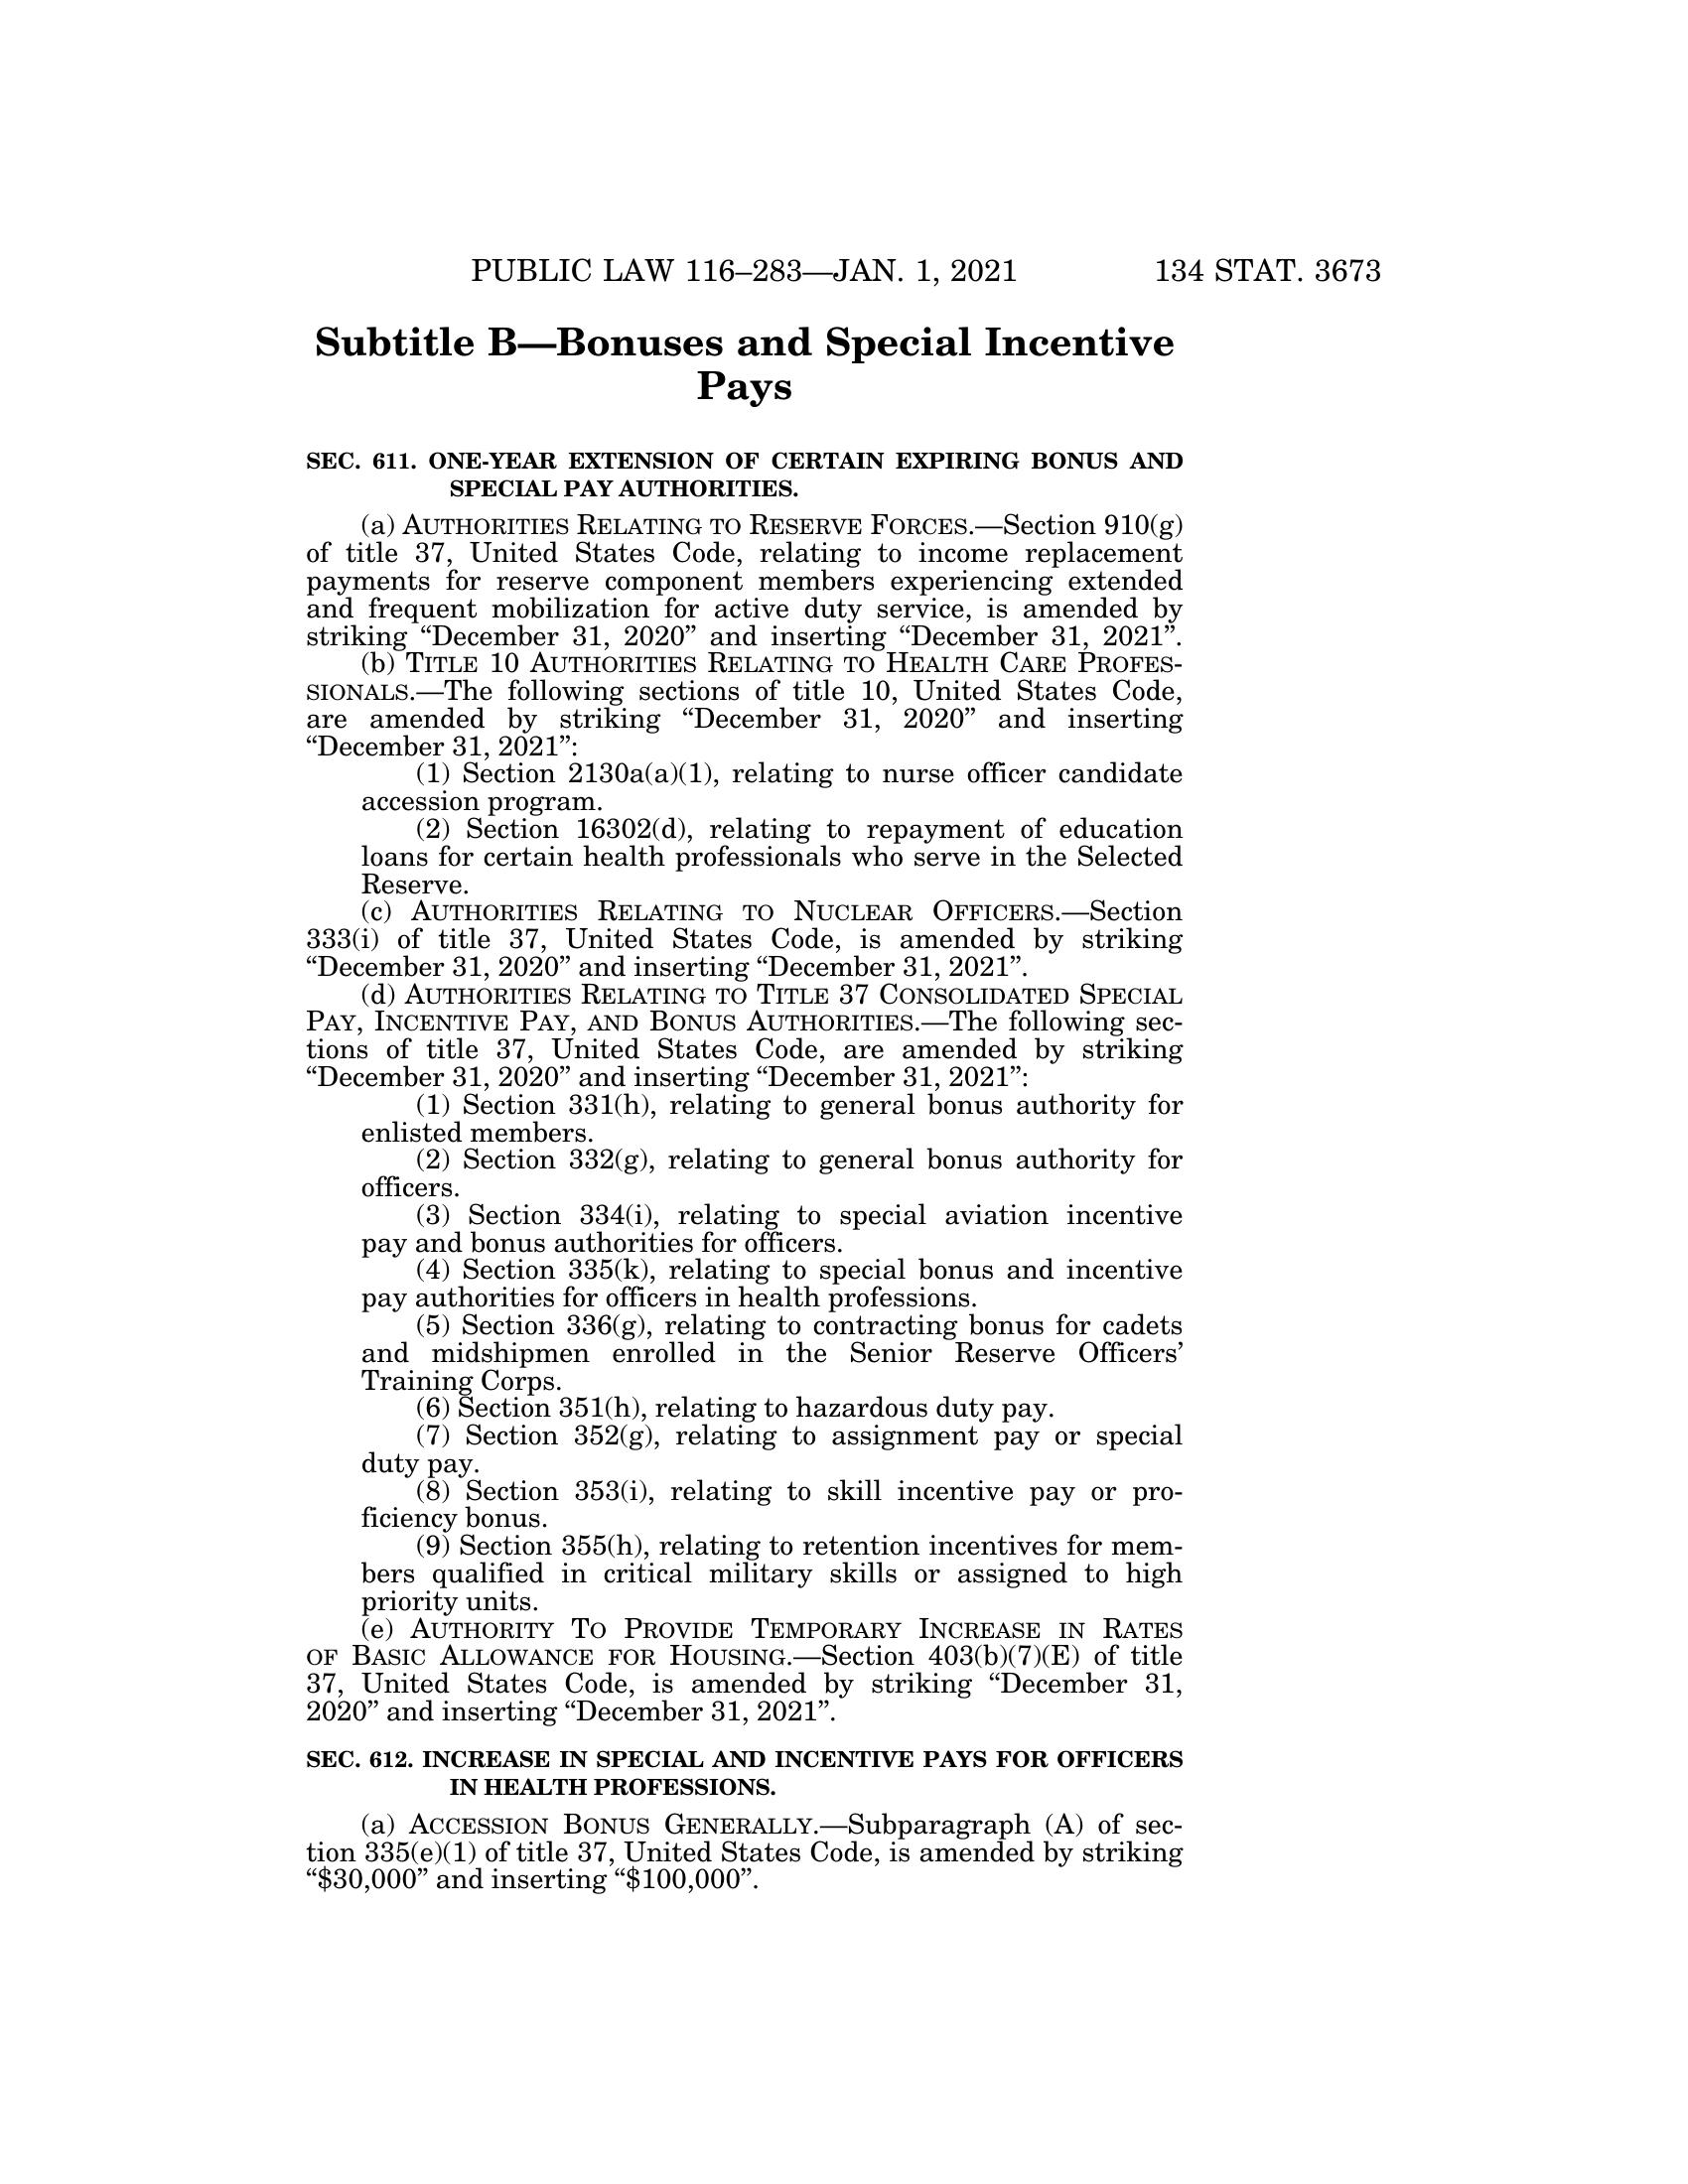 PUBLIC LAW 116–283—JAN. 1, 2021 134 STAT. 3673
Subtitle B—Bonuses and Special Incentive
Pays
SEC. 611. ONE-YEAR EXTENSION OF CERTAIN EXPIRING BONUS AND
SPECIAL PAY AUTHORITIES.
(a) AUTHORITIES RELATING TO RESERVE FORCES.—Section 910(g)
of title 37, United States Code, relating to income replacement
payments for reserve component members experiencing extended
and frequent mobilization for active duty service, is amended by
striking “December 31, 2020” and inserting “December 31, 2021”.
(b) TITLE 10 AUTHORITIES RELATING TO HEALTH CARE PROFES-
SIONALS.—The following sections of title 10, United States Code,
are amended by striking “December 31, 2020” and inserting
“December 31, 2021”:
(1) Section 2130a(a)(1), relating to nurse officer candidate
accession program.
(2) Section 16302(d), relating to repayment of education
loans for certain health professionals who serve in the Selected
Reserve.
(c) AUTHORITIES RELATING TO NUCLEAR OFFICERS.—Section
333(i) of title 37, United States Code, is amended by striking
“December 31, 2020” and inserting “December 31, 2021”.
(d) AUTHORITIES RELATING TO TITLE 37 CONSOLIDATED SPECIAL
PAY, INCENTIVE PAY, AND BONUS AUTHORITIES.—The following sec-
tions of title 37, United States Code, are amended by striking
“December 31, 2020” and inserting “December 31, 2021”:
(1) Section 331(h), relating to general bonus authority for
enlisted members.
(2) Section 332(g), relating to general bonus authority for
officers.
(3) Section 334(i), relating to special aviation incentive
pay and bonus authorities for officers.
(4) Section 335(k), relating to special bonus and incentive
pay authorities for officers in health professions.
(5) Section 336(g), relating to contracting bonus for cadets
and midshipmen enrolled in the Senior Reserve Officers’
Training Corps.
(6) Section 351(h), relating to hazardous duty pay.
(7) Section 352(g), relating to assignment pay or special
duty pay.
(8) Section 353(i), relating to skill incentive pay or pro-
ficiency bonus.
(9) Section 355(h), relating to retention incentives for mem-
bers qualified in critical military skills or assigned to high
priority units.
(e) AUTHORITY TO PROVIDE TEMPORARY INCREASE IN RATES
OF BASIC ALLOWANCE FOR HOUSING.—Section 403(b)(7)(E) of title
37, United States Code, is amended by striking “December 31,
2020” and inserting “December 31, 2021”.
SEC. 612. INCREASE IN SPECIAL AND INCENTIVE PAYS FOR OFFICERS
IN HEALTH PROFESSIONS.
(a) ACCESSION BONUS GENERALLY.—Subparagraph (A) of sec-
tion 335(e)(1) of title 37, United States Code, is amended by striking
“$30,000” and inserting “$100,000”.